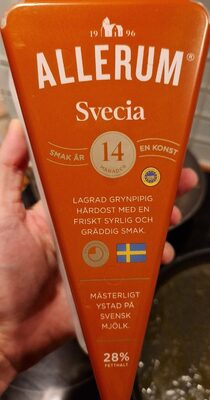 19 96
ALLERUM®
Svecia
SMAK ÄR 14 EN KONST
MÅNADER
LAGRAD GRYNPIPIG
HÅRDOST MED EN
FRISKT SYRLIG OCH
GRÄDDIG SMAK.
MÄSTERLIGT
YSTAD PÅ
SVENSK
MJÖLK.
28%
FETTHALT